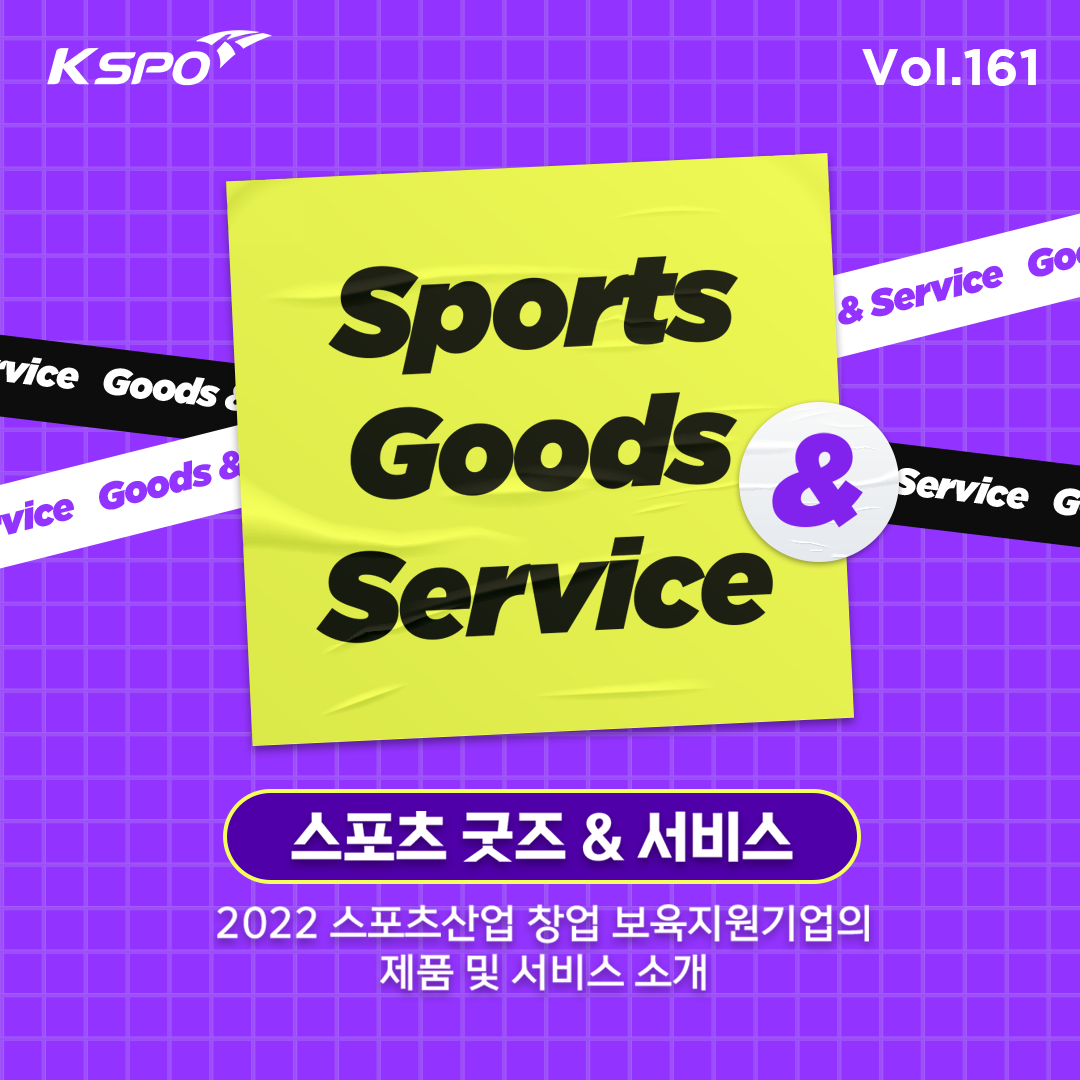 KSPO
Vol.161
Sports
Goods
&
Service
& Service Goo
rvice Goods &
rvice Goods &
Service G
스포츠 굿즈 & 서비스
2022 스포츠산업 창업 보육지원기업의
제품 및 서비스 소개